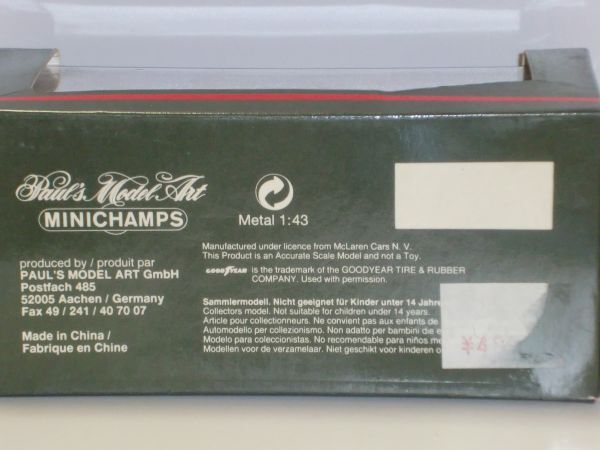 Paul's Model Art
MINICHAMPS
Metal 1:43
produced by / produit par
PAUL'S MODEL ART GmbH
Postfach 485
52005 Aachen / Germany
Fax 49 / 241 / 40 70 07
Made in China /
Fabrique en Chine
Manufactured under licence from McLaren Cars N. V.
This Product is an Accurate Scale Model and not a Toy.
GOODYEAR is the trademark of the GOODYEAR TIRE & RUBBER
COMPANY. Used with permission.
Sammlermodell. Nicht geeignet für Kinder unter 14 Jahre
Collectors model. Not suitable for children under 14 years.
Article pour collectionneurs. Ne convient pas aux enfants de
Automodello per collezionismo. Non adatto per bambini di e
Modelo para coleccionistas. No recomendable para niños me
Modellen voor de verzamelaar. Niet geschikt voor kinderen o